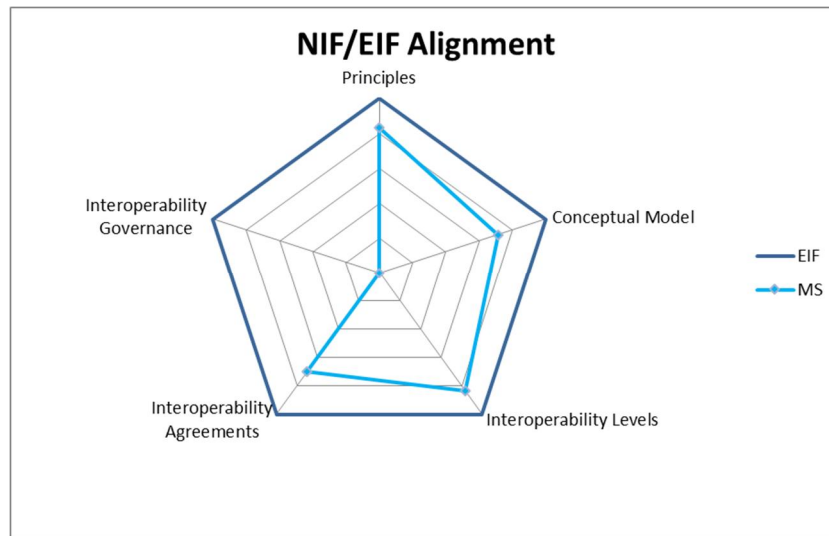 NIF/EIF Alignment
Principles
Interoperability
Governance
Conceptual Model
EIF
MS
Interoperability
Agreements
Interoperability Levels